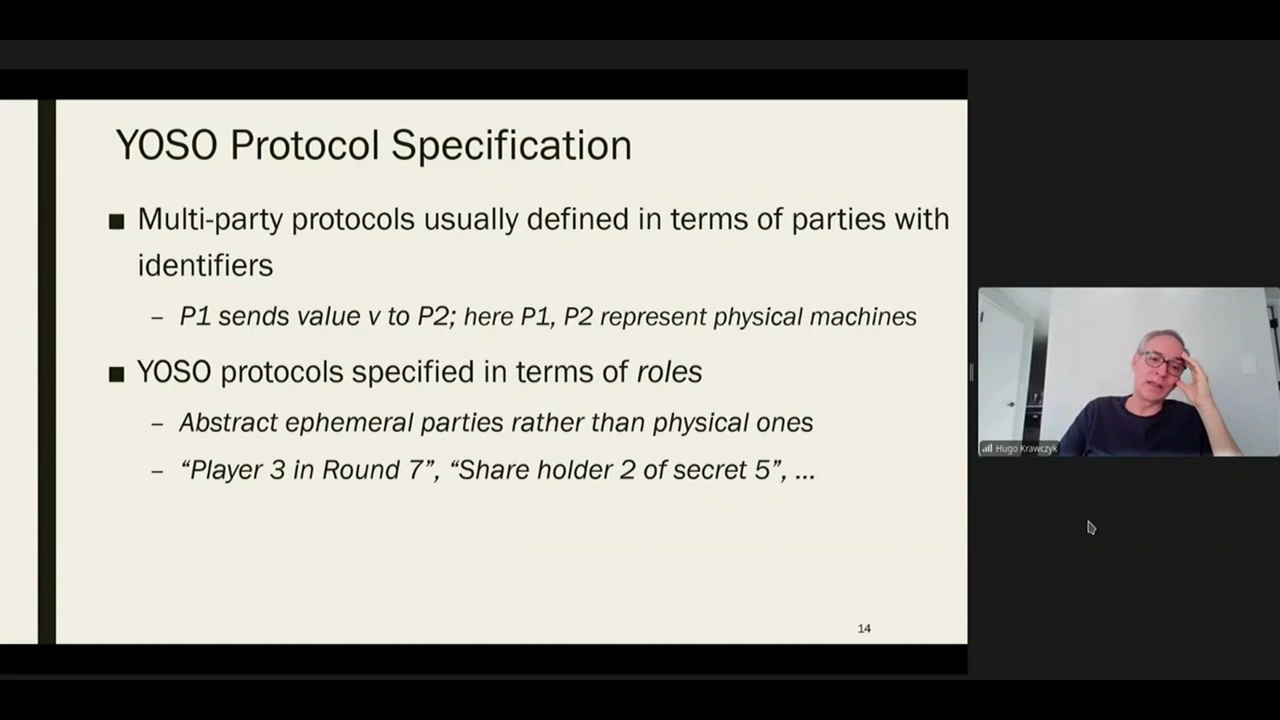 YOSO Protocol Specification
■ Multi-party protocols usually defined in terms of parties with
identifiers
– P1 sends value v to P2; here P1, P2 represent physical machines
■ YOSO protocols specified in terms of roles
– Abstract ephemeral parties rather than physical ones
– “Player 3 in Round 7”, “Share holder 2 of secret 5”, ...
14
Hugo Krawczyk